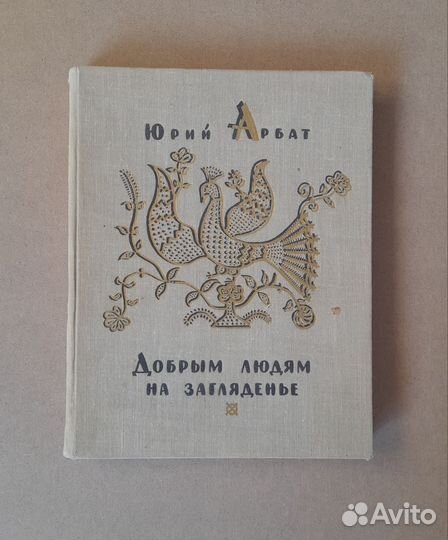 Юрий Арбат
Добрым людям
на загляденье
Avito